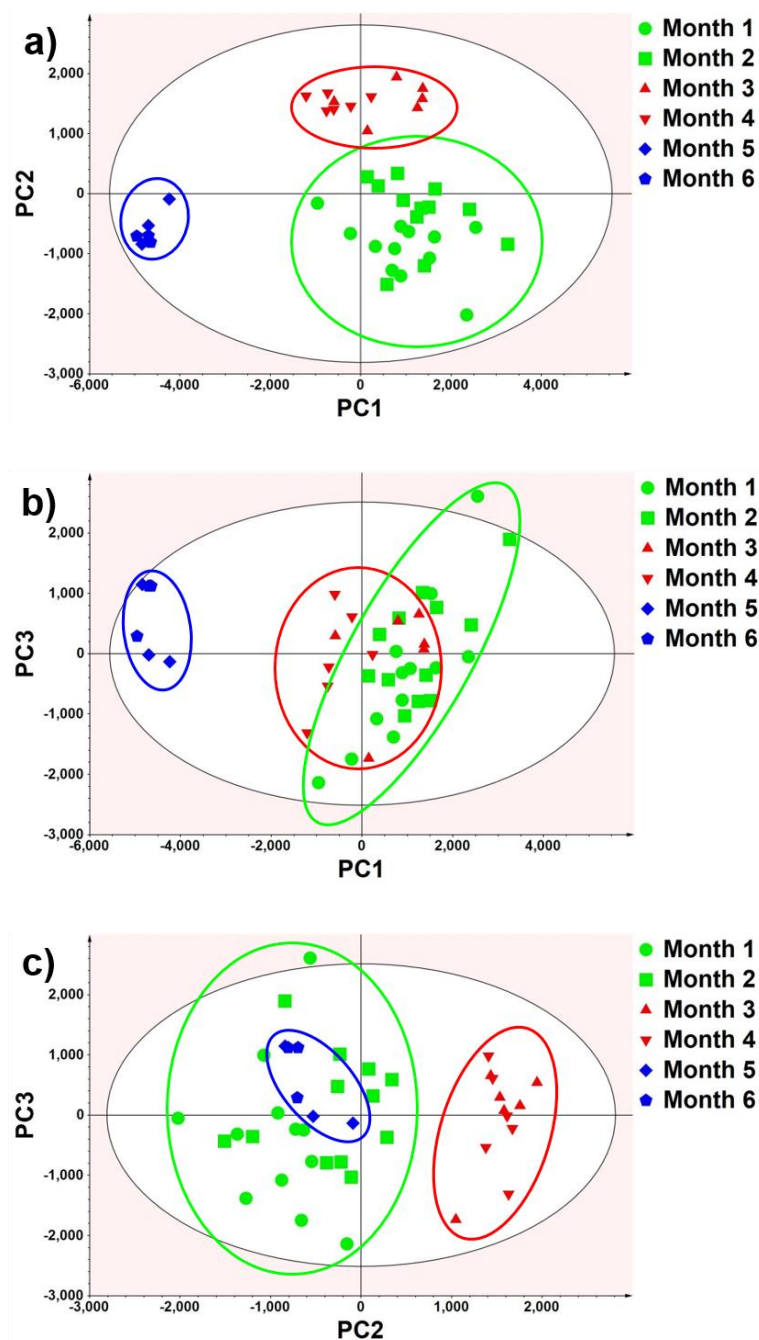 a)
Month 1
Month 2
Month 3
Month 4
Month 5
Month 6
2,000
1,000
0
-1,000
-2,000
-3,000
PC2
-6,000 -4,000 -2,000 0 2,000 4,000
PC1
b)
Month 1
Month 2
Month 3
Month 4
Month 5
Month 6
2,000
1,000
0
-1,000
-2,000
-3,000
PC3
-6,000 -4,000 -2,000 0 2,000 4,000
PC1
c)
Month 1
Month 2
Month 3
Month 4
Month 5
Month 6
2,000
1,000
0
-1,000
-2,000
-3,000
PC3
-3,000 -2,000 -1,000 0 1,000 2,000
PC2